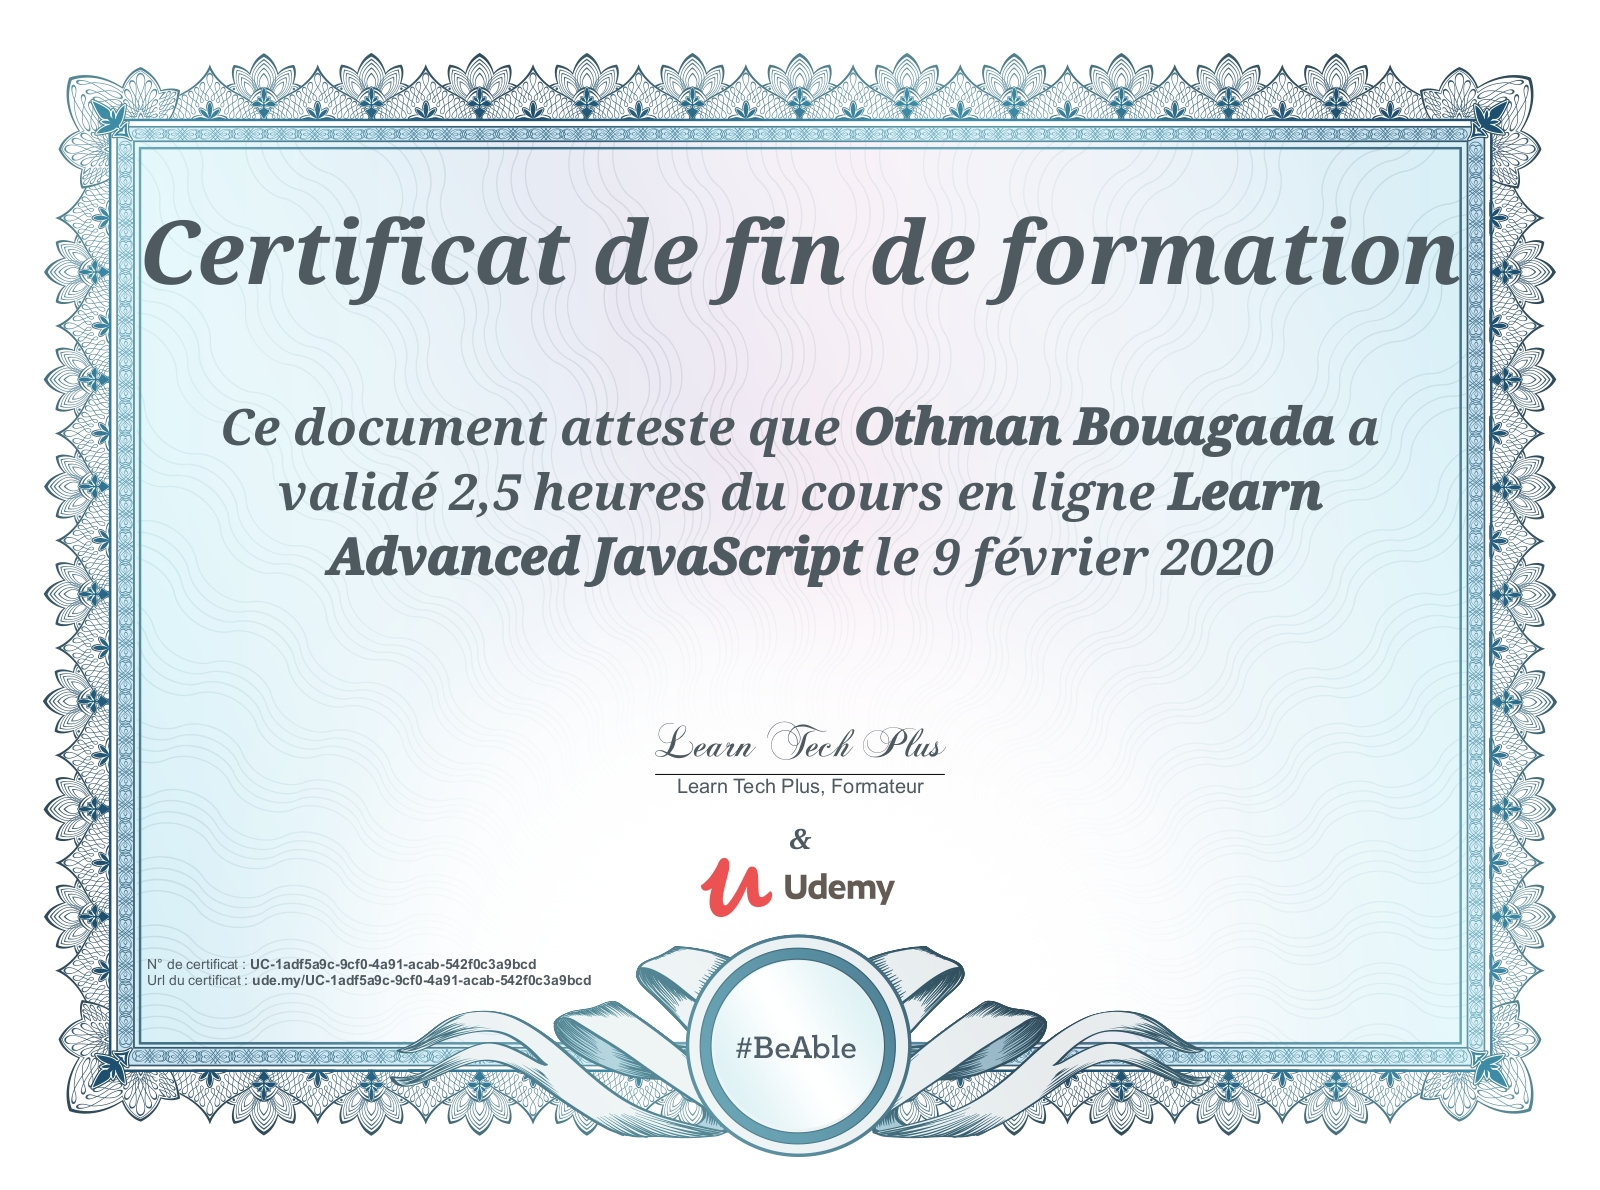 Certificat de fin de formation
Ce document atteste que Othman Bouagada a
validé 2,5 heures du cours en ligne Learn
Advanced JavaScript le 9 février 2020
Learn Tech Plus
Learn Tech Plus, Formateur
&
Udemy
N° de certificat : UC-1adf5a9c-9cf0-4a91-acab-542f0c3a9bcd
Url du certificat : ude.my/UC-1adf5a9c-9cf0-4a91-acab-542f0c3a9bcd
#BeAble